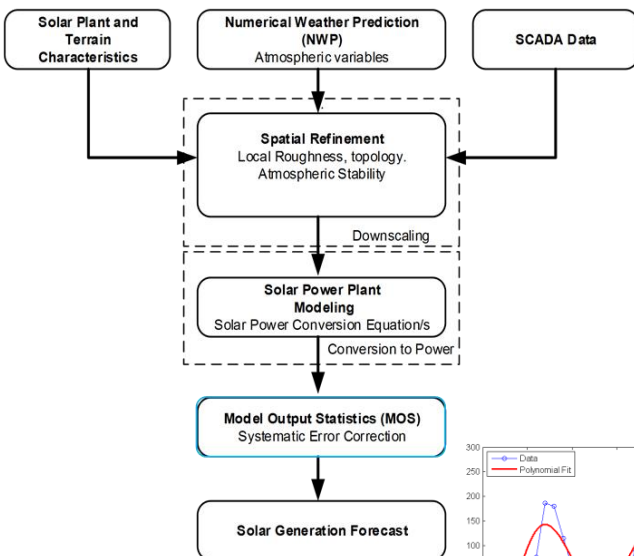 Solar Plant and
Terrain
Characteristics
Numerical Weather Prediction
(NWP)
Atmospheric variables
SCADA Data
Spatial Refinement
Local Roughness, topology.
Atmospheric Stability
Downscaling
Solar Power Plant
Modeling
Solar Power Conversion Equation/s
Conversion to Power
Model Output Statistics (MOS)
Systematic Error Correction
Solar Generation Forecast
300
250
200
150
100
Data
Polynomial Fit